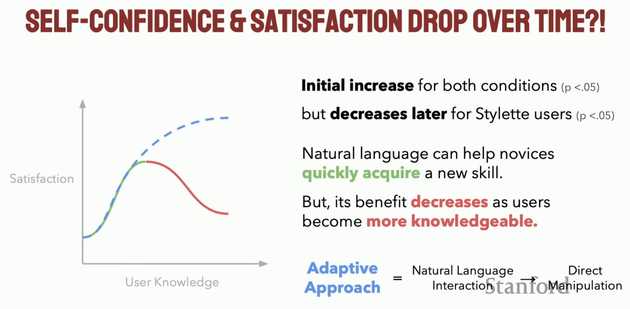 SELF-CONFIDENCE & SATISFACTION DROP OVER TIME?!
Initial increase for both conditions (p <.05)
but decreases later for Stylette users (p <.05)
Natural language can help novices
quickly acquire a new skill.
But, its benefit decreases as users
become more knowledgeable.
Satisfaction
User Knowledge
Adaptive
Approach
=
Natural Language
Interaction
→
Direct
Manipulation
Stanford